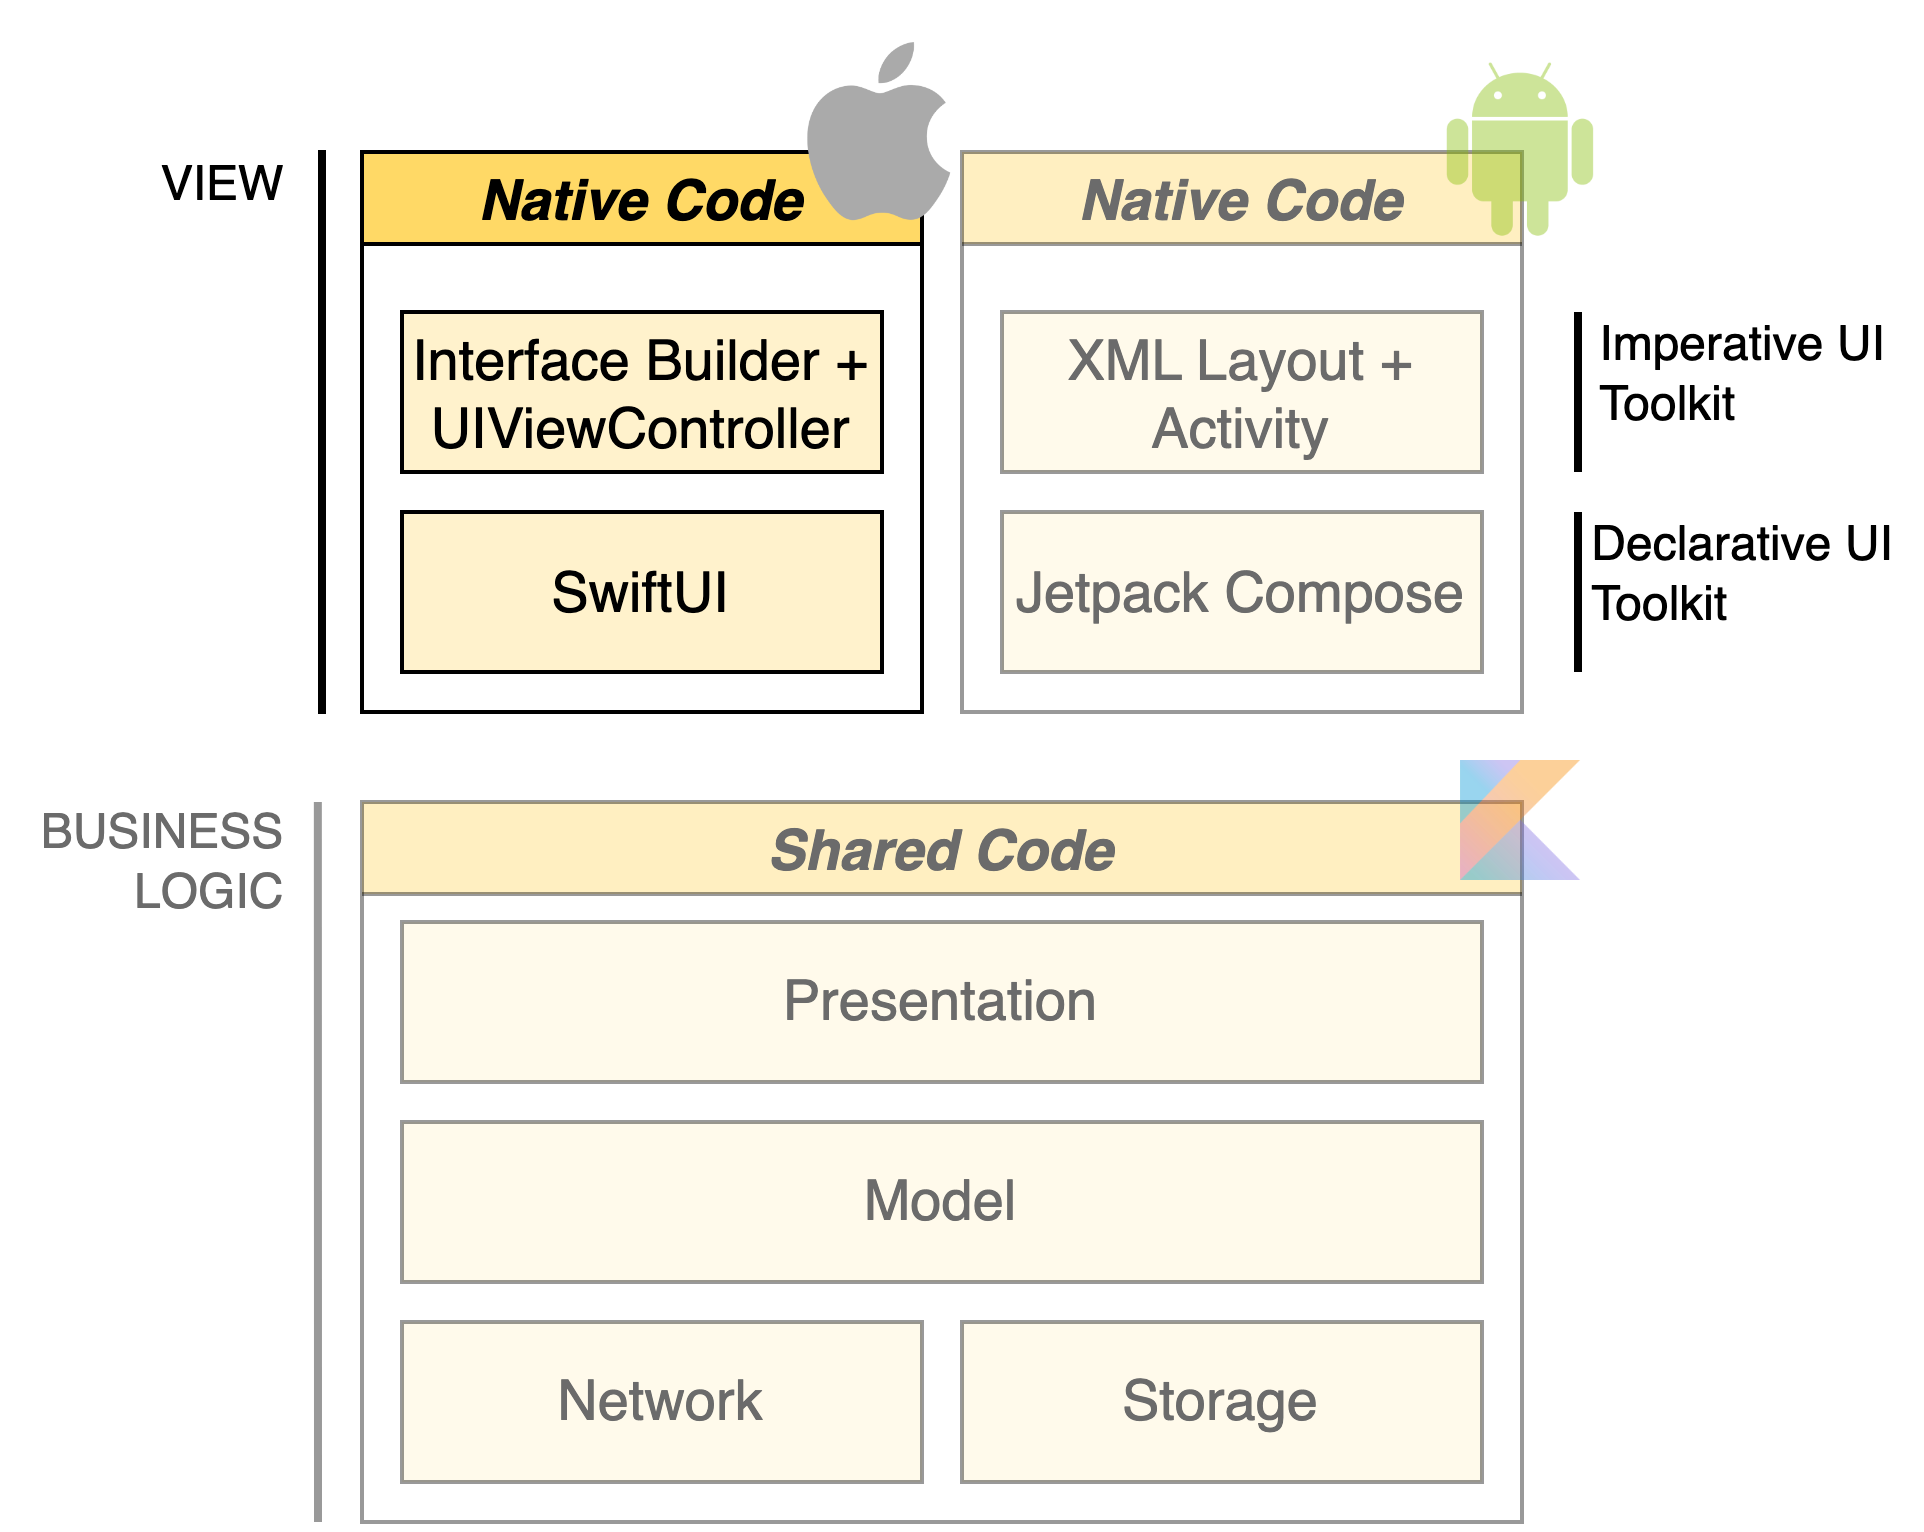 VIEW
Native Code
Native Code
Interface Builder +
UIViewController
XML Layout +
Activity
Imperative UI
Toolkit
SwiftUI
Jetpack Compose
Declarative UI
Toolkit
BUSINESS
LOGIC
Shared Code
Presentation
Model
Network
Storage